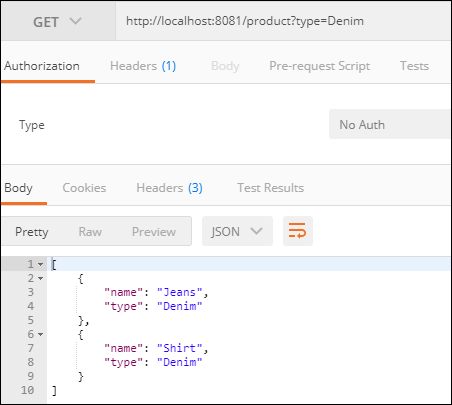 GET http://localhost:8081/product?type=Denim
Authorization Headers (1) Body Pre-request Script Tests
Type No Auth
Body Cookies Headers (3) Test Results
Pretty Raw Preview JSON
1 [
2 {
3 "name": "Jeans",
4 "type": "Denim"
5 },
6 {
7 "name": "Shirt",
8 "type": "Denim"
9 }
10 ]